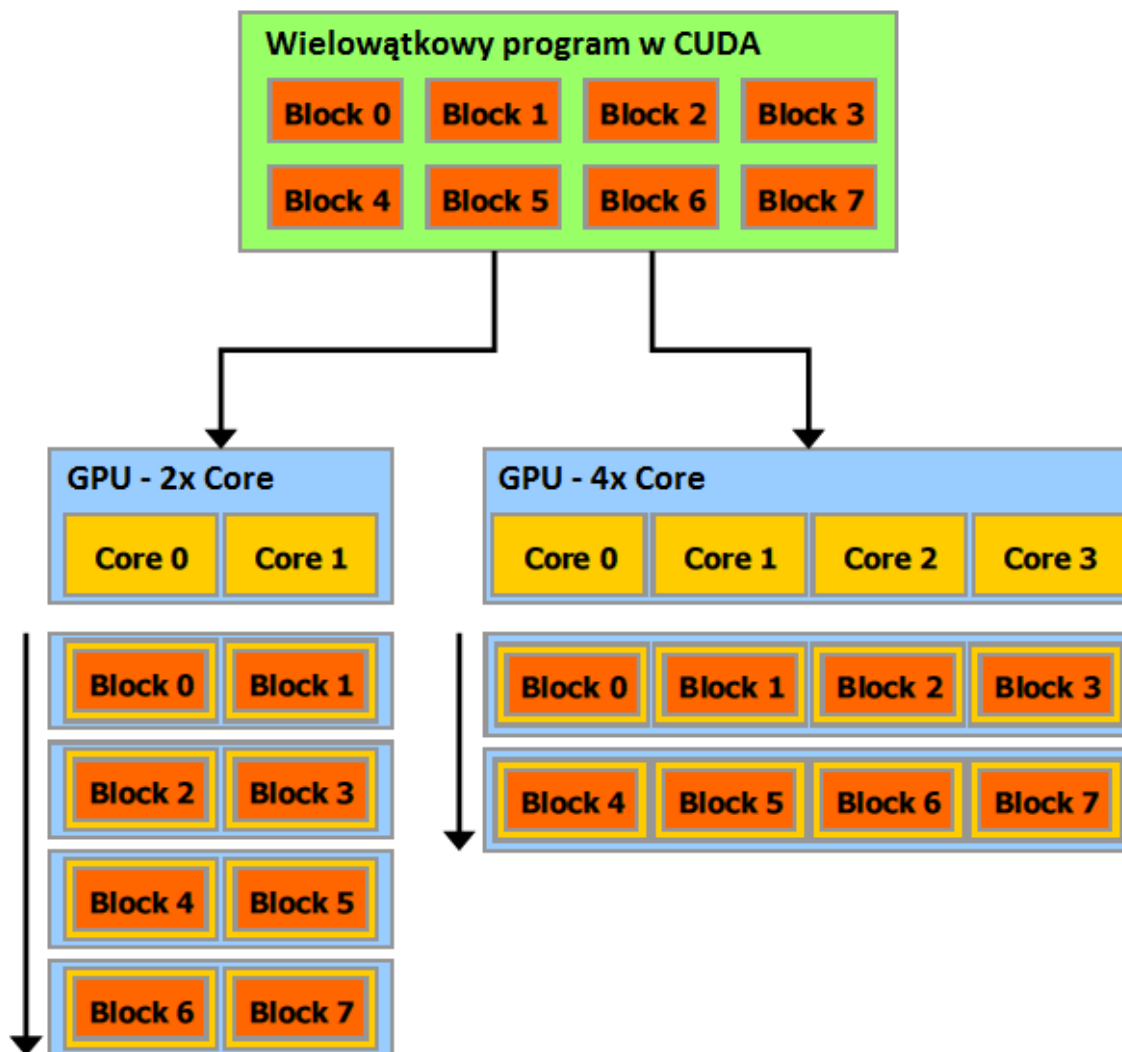 Wielowątkowy program w CUDA
Block 0 Block 1 Block 2 Block 3
Block 4 Block 5 Block 6 Block 7
GPU - 2x Core
Core 0 Core 1
Block 0 Block 1
Block 2 Block 3
Block 4 Block 5
Block 6 Block 7
GPU - 4x Core
Core 0 Core 1 Core 2 Core 3
Block 0 Block 1 Block 2 Block 3
Block 4 Block 5 Block 6 Block 7